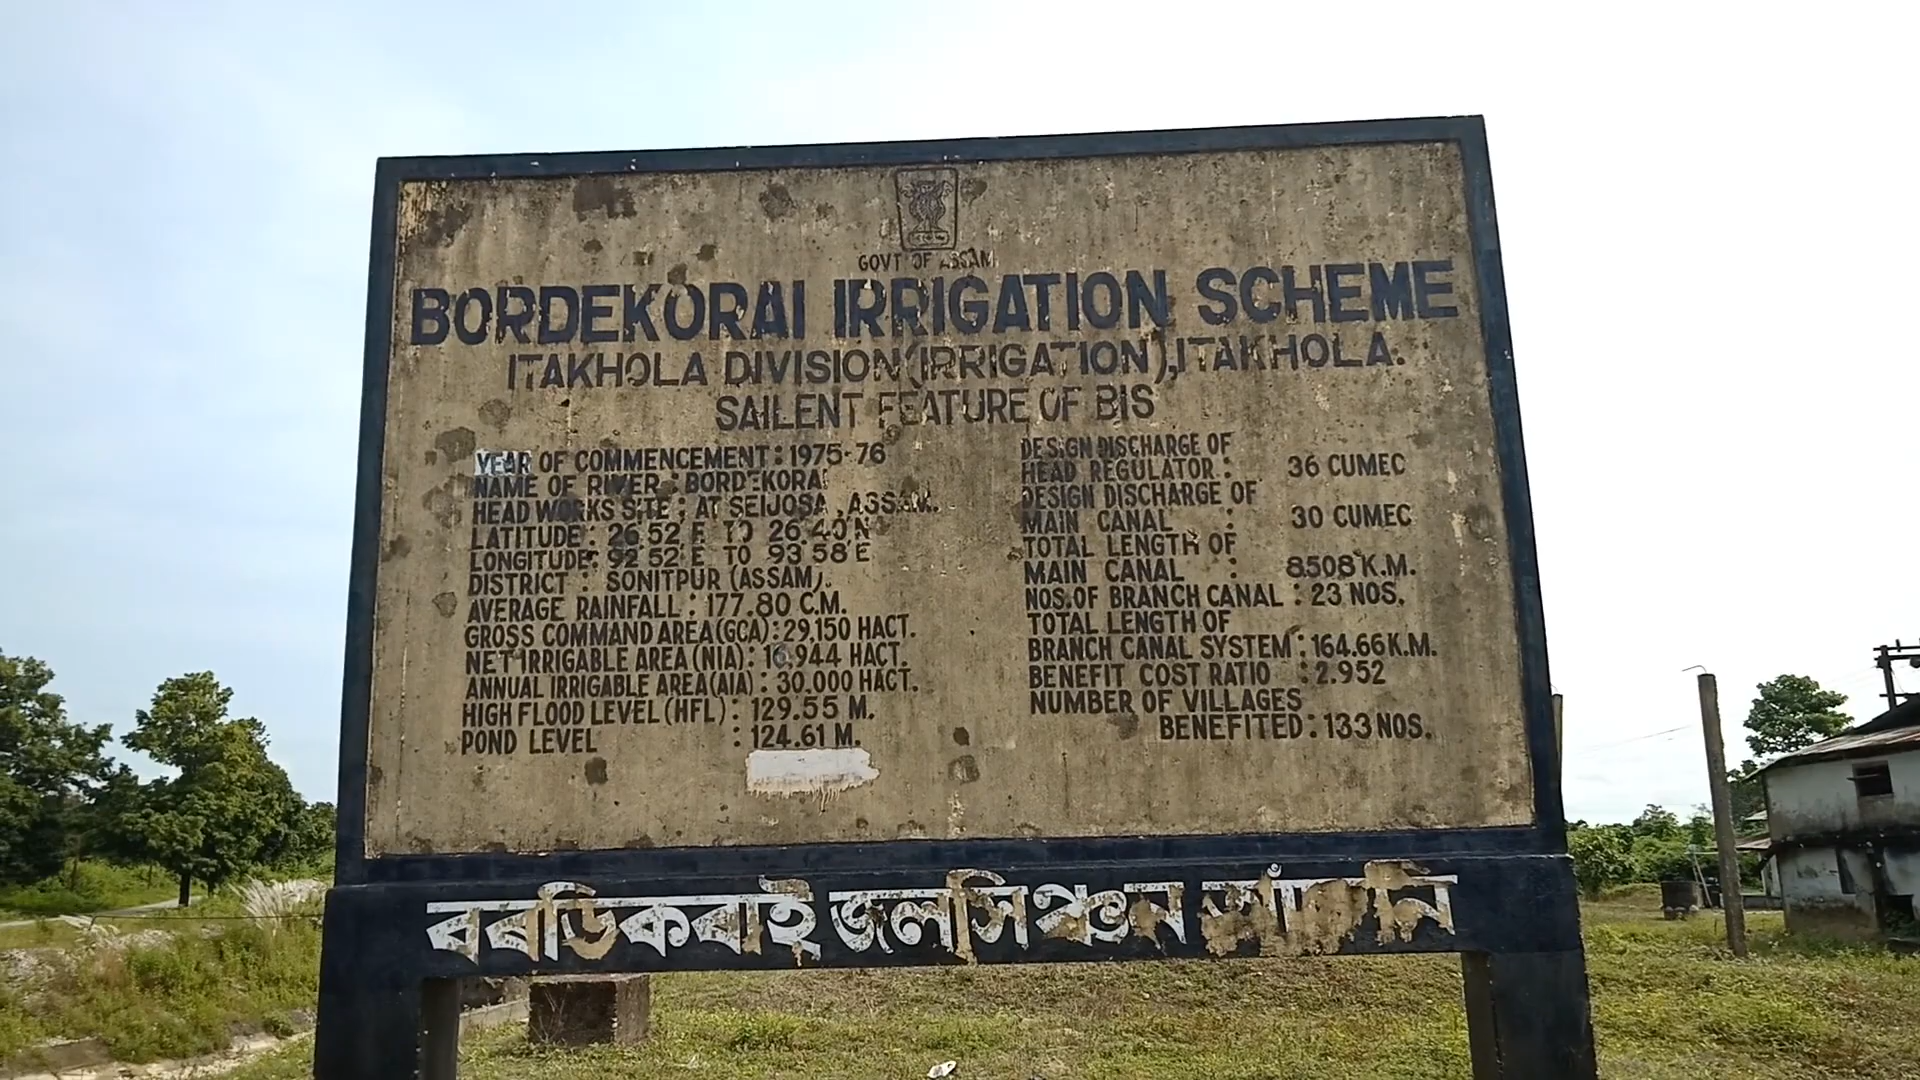 GOVT OF ASSAM
BORDEKORAI IRRIGATION SCHEME
ITAKHOLA DIVISION(IRRIGATION),ITAKHOLA.
SAILENT FEATURE OF BIS
YEAR OF COMMENCEMENT : 1975-76
NAME OF RIVER : BORDEKORAI
HEAD WORKS SITE : AT SEIJOSA , ASSAM.
LATITUDE : 26 52' E TO 26.40' N
LONGITUDE : 92 52' E TO 93 58' E
DISTRICT : SONITPUR (ASSAM).
AVERAGE RAINFALL : 177.80 C.M.
GROSS COMMAND AREA(GCA) : 29,150 HACT.
NET IRRIGABLE AREA (NIA) : 16.944 HACT.
ANNUAL IRRIGABLE AREA(AIA) : 30.000 HACT.
HIGH FLOOD LEVEL (HFL) : 129.55 M.
POND LEVEL : 124.61 M.
DESIGN DISCHARGE OF
HEAD REGULATOR : 36 CUMEC
DESIGN DISCHARGE OF
MAIN CANAL : 30 CUMEC
TOTAL LENGTH OF
MAIN CANAL : 8508 K.M.
NOS. OF BRANCH CANAL : 23 NOS.
TOTAL LENGTH OF
BRANCH CANAL SYSTEM : 164.66 K.M.
BENEFIT COST RATIO : 2.952
NUMBER OF VILLAGES
BENEFITED : 133 NOS.
বৰডিকৰাই জলসিঞ্চন আঁচনি